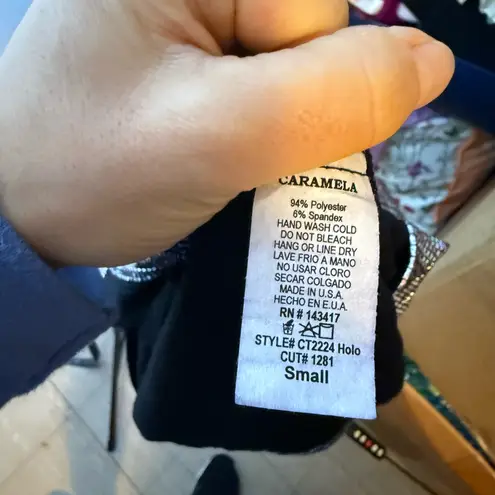 CARAMELA
94% Polyester
6% Spandex
HAND WASH COLD
DO NOT BLEACH
HANG OR LINE DRY
LAVE FRIO A MANO
NO USAR CLORO
SECAR COLGADO
MADE IN U.S.A.
HECHO EN E.U.A.
RN # 143417
STYLE# CT2224 Holo
CUT# 1281
Small